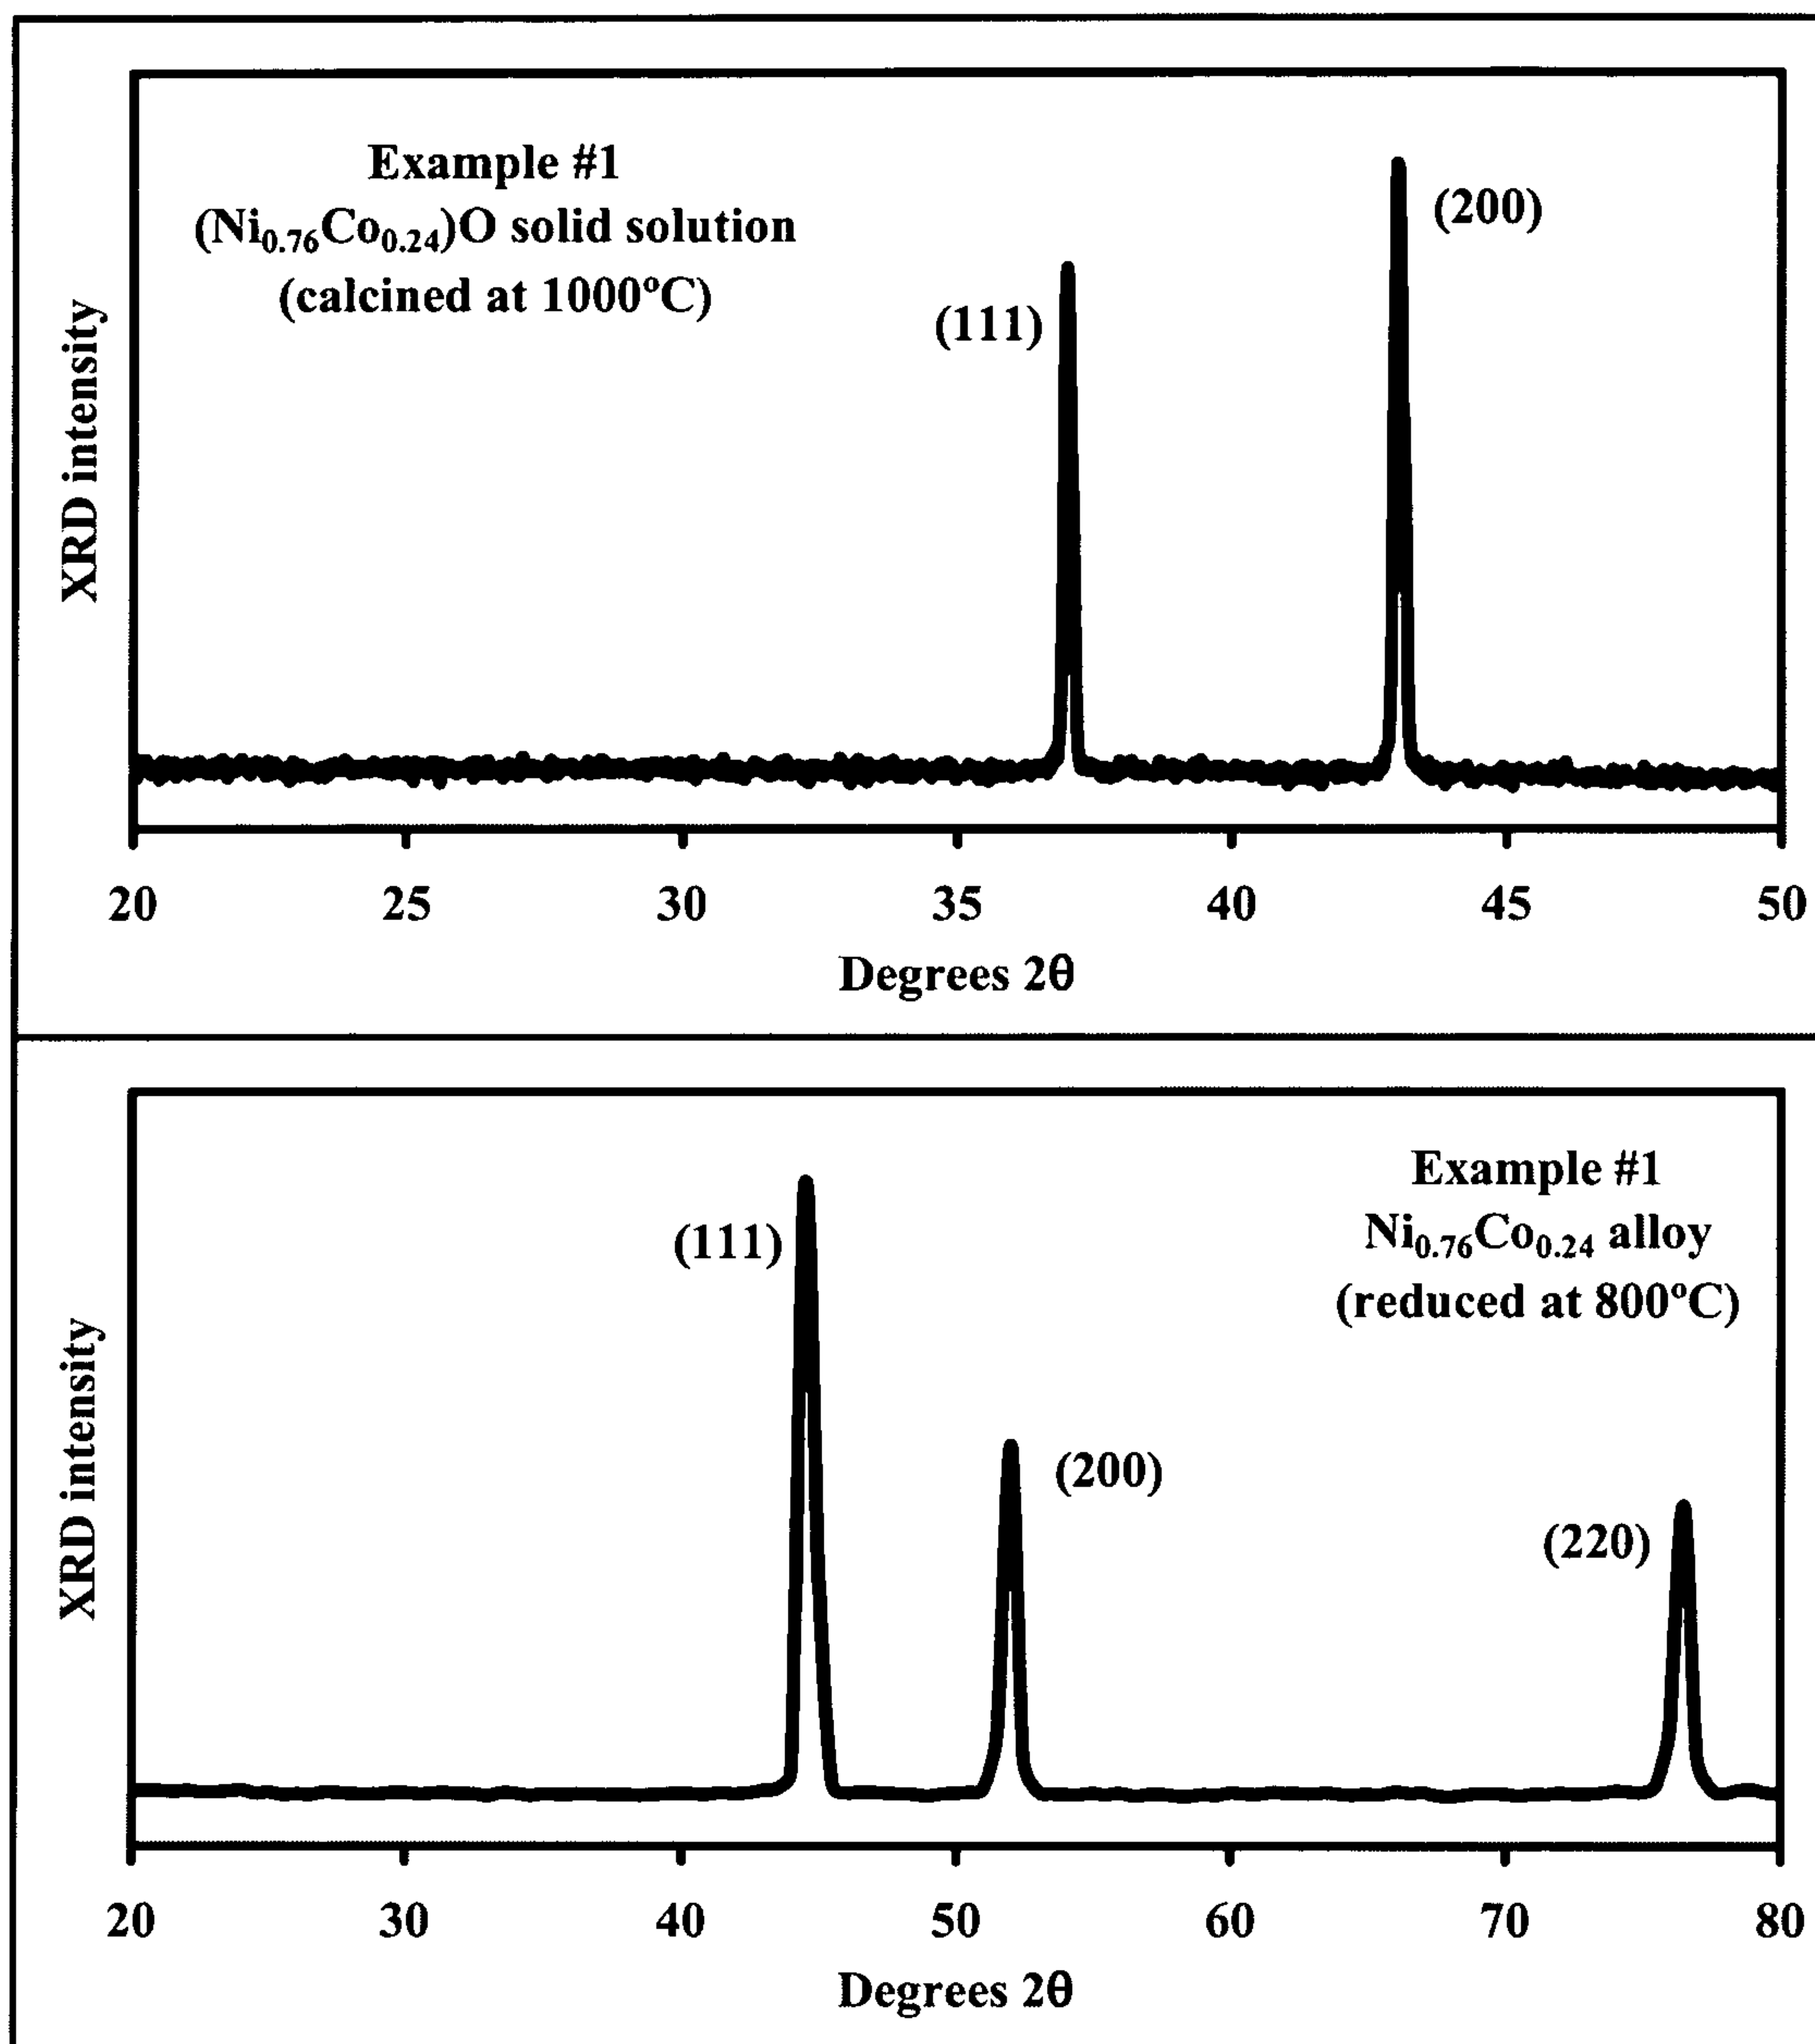 Example #1
(Ni₀.₇₆Co₀.₂₄)O solid solution
(calcined at 1000ºC)
(111)
(200)
XRD intensity
20 25 30 35 40 45 50
Degrees 2θ
Example #1
Ni₀.₇₆Co₀.₂₄ alloy
(reduced at 800ºC)
(111)
(200)
(220)
XRD intensity
20 30 40 50 60 70 80
Degrees 2θ